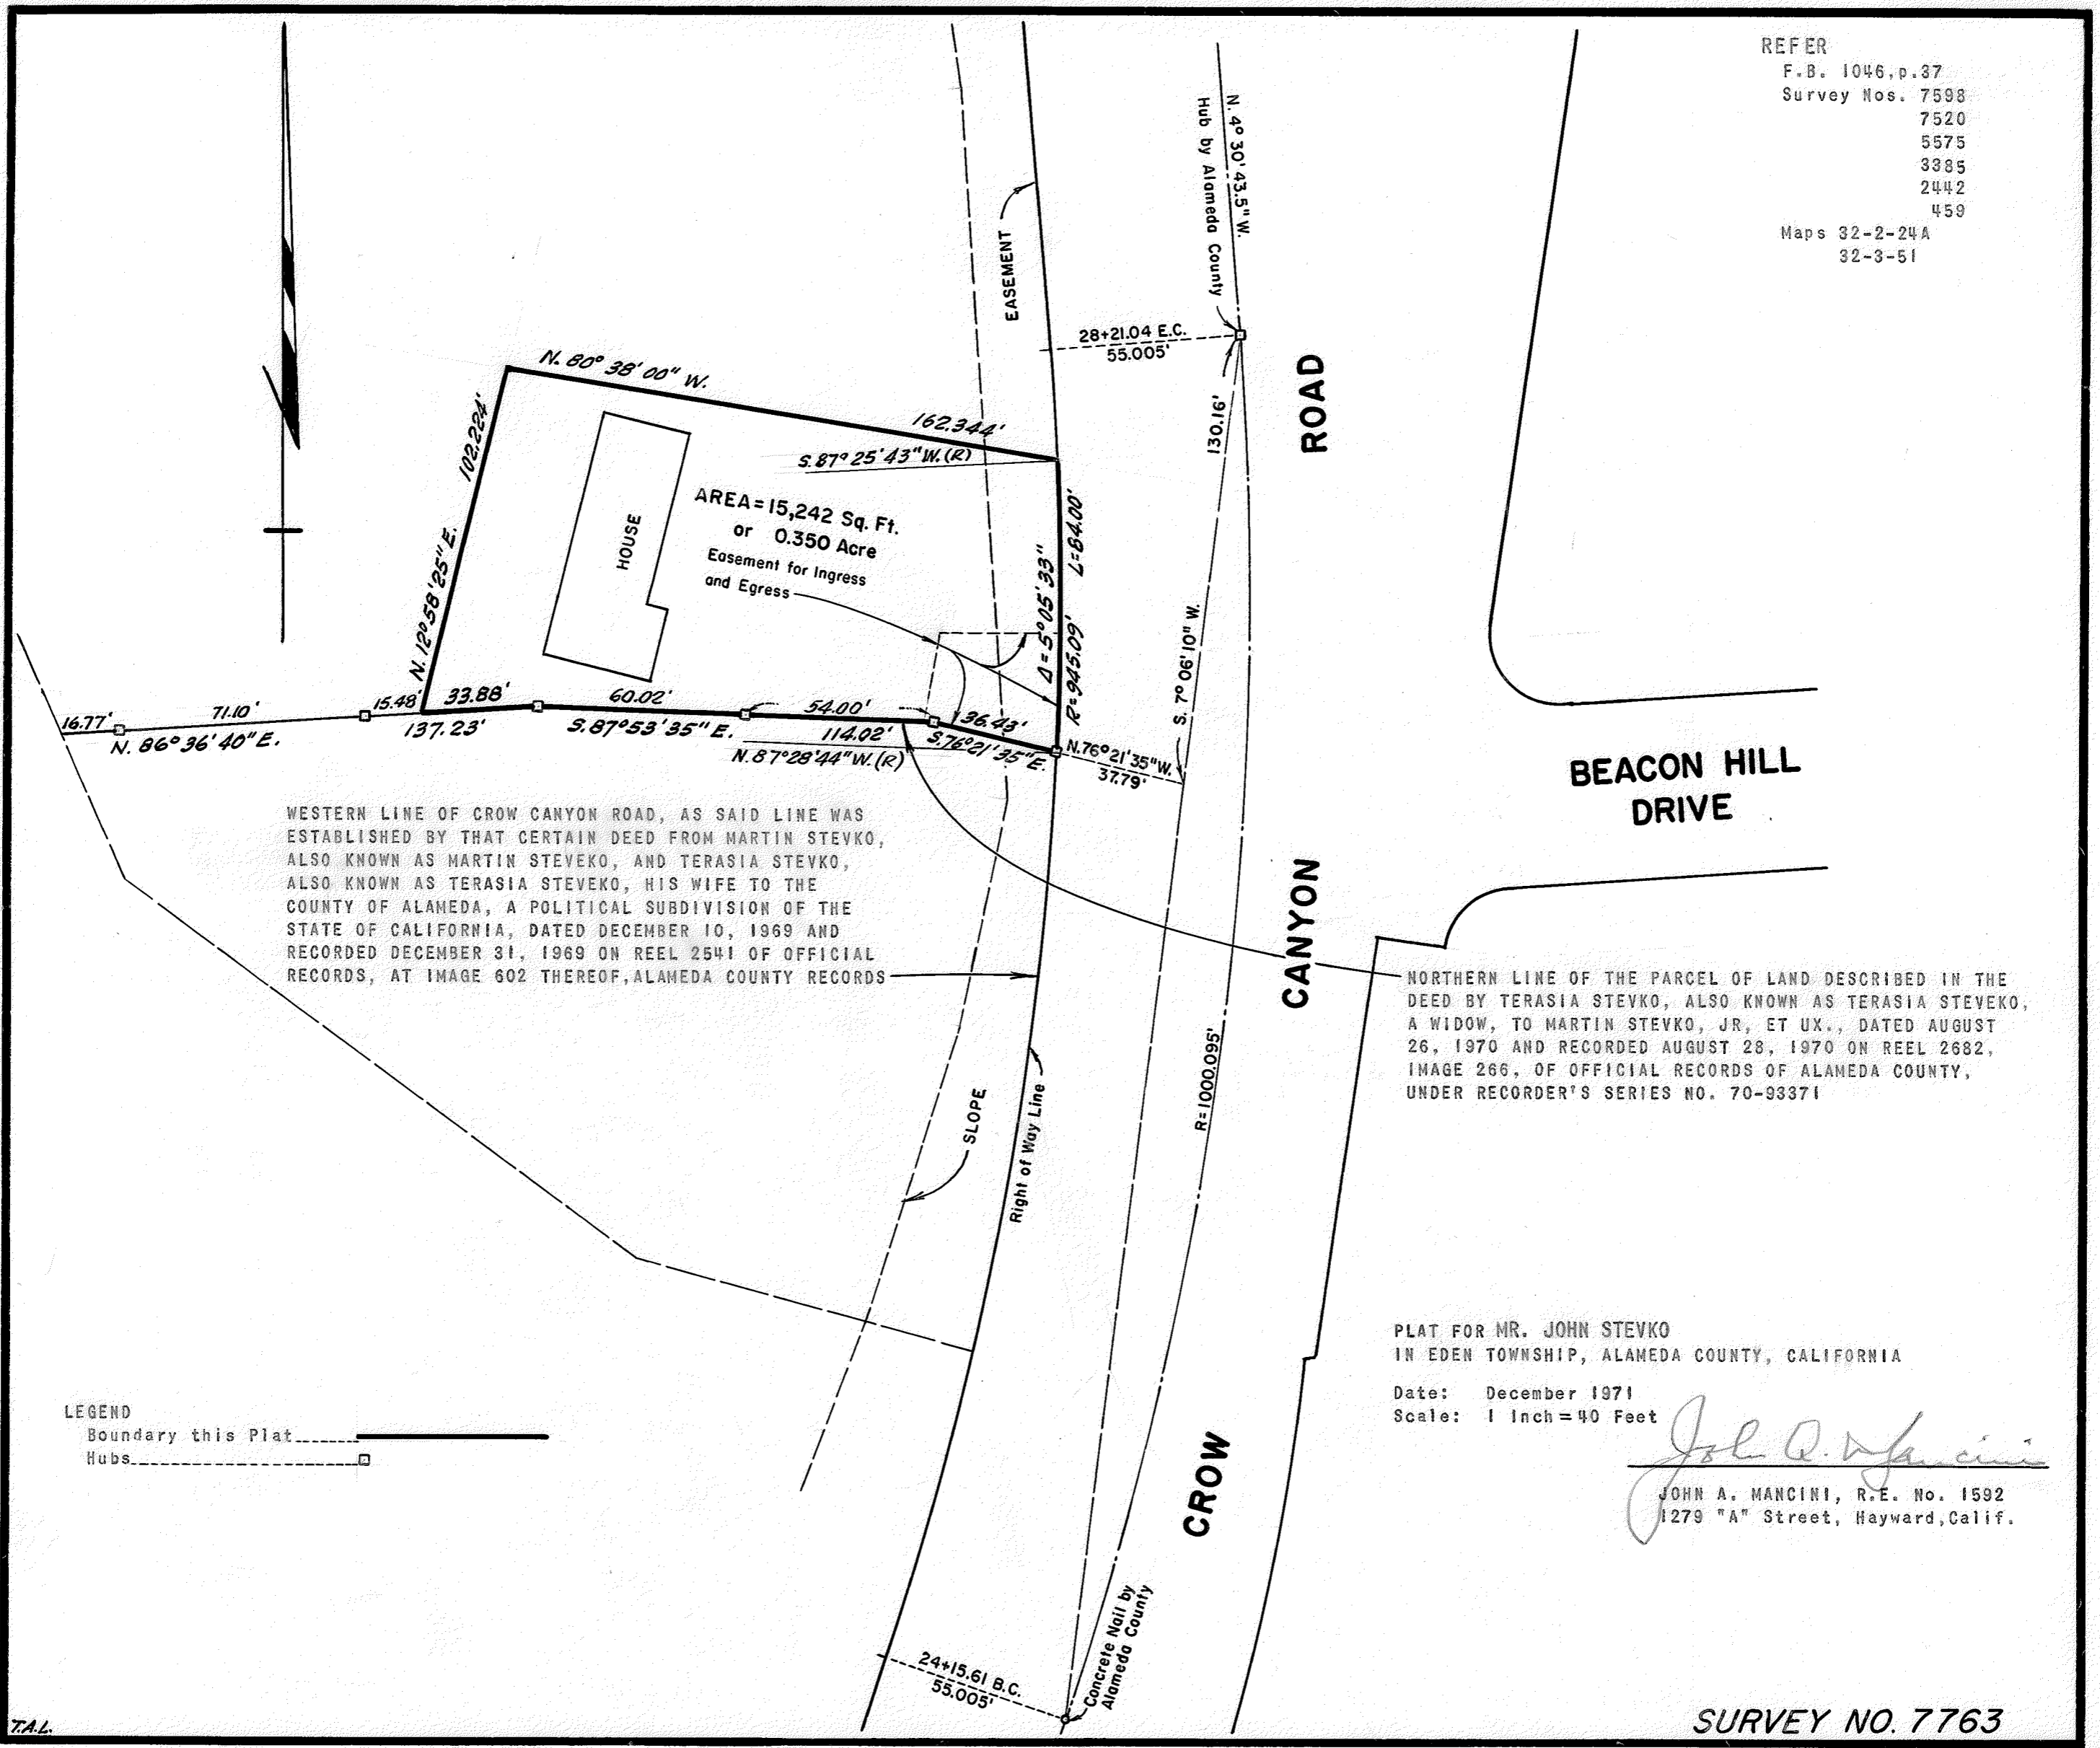 REFER
F.B. 1046, p. 37
Survey Nos. 7598
7520
5575
3385
2442
459
Maps 32-2-24A
32-3-51
N. 4° 30' 43.5" W.
Hub by Alameda County
EASEMENT
28+21.04 E.C.
55.005'
ROAD
130.16'
N. 80° 38' 00" W.
162.344'
S. 87° 25' 43" W. (R)
102.224'
N. 12° 58' 25" E.
HOUSE
AREA = 15,242 Sq. Ft.
or 0.350 Acre
Easement for Ingress
and Egress
L=84.00'
Δ = 5° 05' 33"
R=945.09'
S. 7° 06' 10" W.
16.77'
71.10'
15.48'
33.88'
60.02'
54.00'
36.43'
N. 86° 36' 40" E.
137.23'
S. 87° 53' 35" E.
114.02'
S. 76° 21' 35" E.
N. 76° 21' 35" W.
37.79'
N. 87° 28' 44" W. (R)
BEACON HILL
DRIVE
WESTERN LINE OF CROW CANYON ROAD, AS SAID LINE WAS
ESTABLISHED BY THAT CERTAIN DEED FROM MARTIN STEVKO,
ALSO KNOWN AS MARTIN STEVEKO, AND TERASIA STEVKO,
ALSO KNOWN AS TERASIA STEVEKO, HIS WIFE TO THE
COUNTY OF ALAMEDA, A POLITICAL SUBDIVISION OF THE
STATE OF CALIFORNIA, DATED DECEMBER 10, 1969 AND
RECORDED DECEMBER 31, 1969 ON REEL 2541 OF OFFICIAL
RECORDS, AT IMAGE 602 THEREOF, ALAMEDA COUNTY RECORDS
CANYON
NORTHERN LINE OF THE PARCEL OF LAND DESCRIBED IN THE
DEED BY TERASIA STEVKO, ALSO KNOWN AS TERASIA STEVEKO,
A WIDOW, TO MARTIN STEVKO, JR, ET UX., DATED AUGUST
26, 1970 AND RECORDED AUGUST 28, 1970 ON REEL 2682,
IMAGE 266, OF OFFICIAL RECORDS OF ALAMEDA COUNTY,
UNDER RECORDER'S SERIES NO. 70-93371
R=1000.095'
SLOPE
Right of Way Line
PLAT FOR MR. JOHN STEVKO
IN EDEN TOWNSHIP, ALAMEDA COUNTY, CALIFORNIA
Date: December 1971
Scale: 1 Inch = 40 Feet
John A. Mancini
JOHN A. MANCINI, R.E. No. 1592
1279 "A" Street, Hayward, Calif.
LEGEND
Boundary this Plat
Hubs
CROW
Concrete Nail by
Alameda County
24+15.61 B.C.
55.005'
T.A.L.
SURVEY NO. 7763